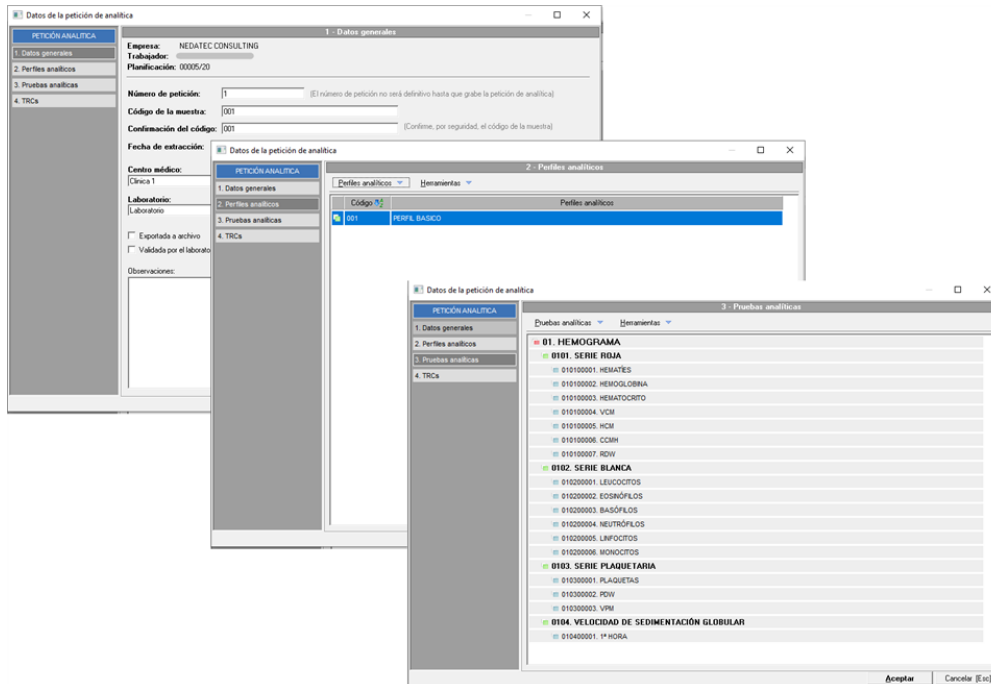 Datos de la petición de analítica
PETICIÓN ANALITICA
1. Datos generales
2. Perfiles analíticos
3. Pruebas analíticas
4. TRCs
1 - Datos generales
Empresa: NEDATEC CONSULTING
Trabajador:
Planificación: 00005/20
Número de petición: 1 (El número de petición no será definitivo hasta que grabe la petición de analítica)
Código de la muestra: 001
Confirmación del código: 001 (Confirme, por seguridad, el código de la muestra)
Fecha de extracción:
Centro médico:
Clínica 1
Laboratorio:
Laboratorio
Exportada a archivo
Validada por el laborato
Observaciones:
Datos de la petición de analítica
PETICIÓN ANALITICA
1. Datos generales
2. Perfiles analíticos
3. Pruebas analíticas
4. TRCs
2 - Perfiles analíticos
Perfiles analíticos Herramientas
Código Perfiles analíticos
001 PERFIL BASICO
Datos de la petición de analítica
PETICIÓN ANALITICA
1. Datos generales
2. Perfiles analíticos
3. Pruebas analíticas
4. TRCs
3 - Pruebas analíticas
Pruebas analíticas Herramientas
01. HEMOGRAMA
0101. SERIE ROJA
010100001. HEMATÍES
010100002. HEMOGLOBINA
010100003. HEMATOCRITO
010100004. VCM
010100005. HCM
010100006. CCMH
010100007. RDW
0102. SERIE BLANCA
010200001. LEUCOCITOS
010200002. EOSINÓFILOS
010200003. BASÓFILOS
010200004. NEUTRÓFILOS
010200005. LINFOCITOS
010200006. MONOCITOS
0103. SERIE PLAQUETARIA
010300001. PLAQUETAS
010300002. PDW
010300003. VPM
0104. VELOCIDAD DE SEDIMENTACIÓN GLOBULAR
010400001. 1ª HORA
Aceptar Cancelar [Esc]